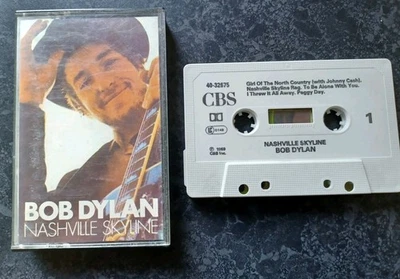 BOB DYLAN
NASHVILLE SKYLINE
40-32675
CBS
Girl Of The North Country (with Johnny Cash).
Nashville Skyline Rag. To Be Alone With You.
I Threw It All Away. Peggy Day.
1
NASHVILLE SKYLINE
BOB DYLAN